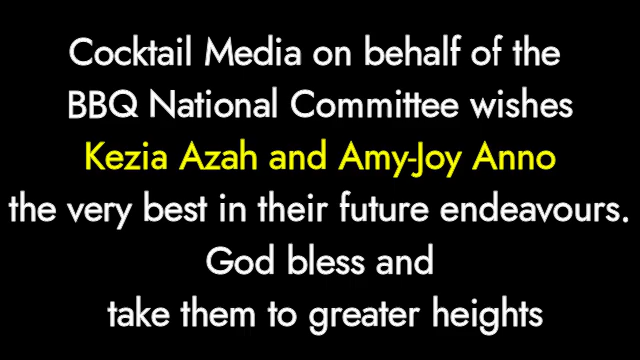 Cocktail Media on behalf of the
BBQ National Committee wishes
Kezia Azah and Amy-Joy Anno
the very best in their future endeavours.
God bless and
take them to greater heights